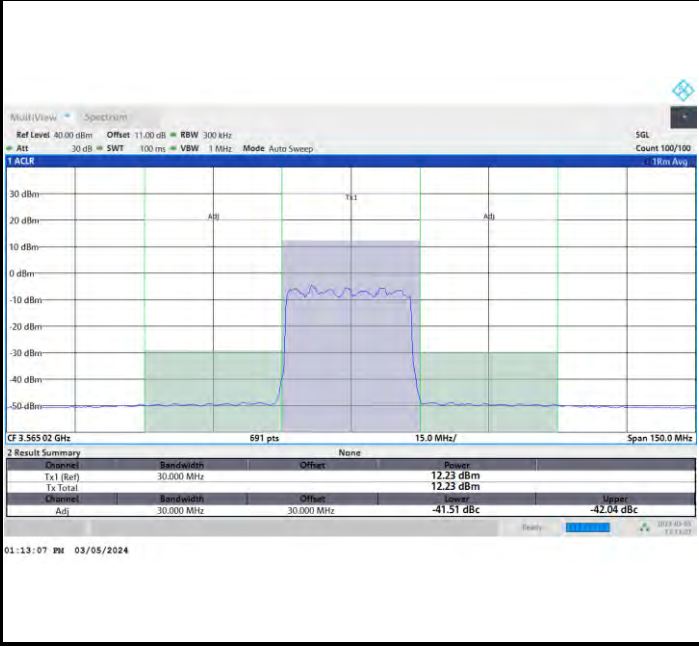 MultiView Spectrum
Ref Level 40.00 dBm Offset 11.00 dB RBW 300 kHz SGL
Att 30 dB SWT 100 ms VBW 1 MHz Mode Auto Sweep Count 100/100
1 ACLR 1Rm Avg
Tx1
30 dBm
Adj Adj
20 dBm
10 dBm
0 dBm
-10 dBm
-20 dBm
-30 dBm
-40 dBm
-50 dBm
CF 3.565 02 GHz 691 pts 15.0 MHz/ Span 150.0 MHz
2 Result Summary None
Channel Bandwidth Offset Power
Tx1 (Ref) 30.000 MHz 12.23 dBm
Tx Total 12.23 dBm
Channel Bandwidth Offset Lower Upper
Adj 30.000 MHz 30.000 MHz -41.51 dBc -42.04 dBc
Ready
01:13:07 PM 03/05/2024